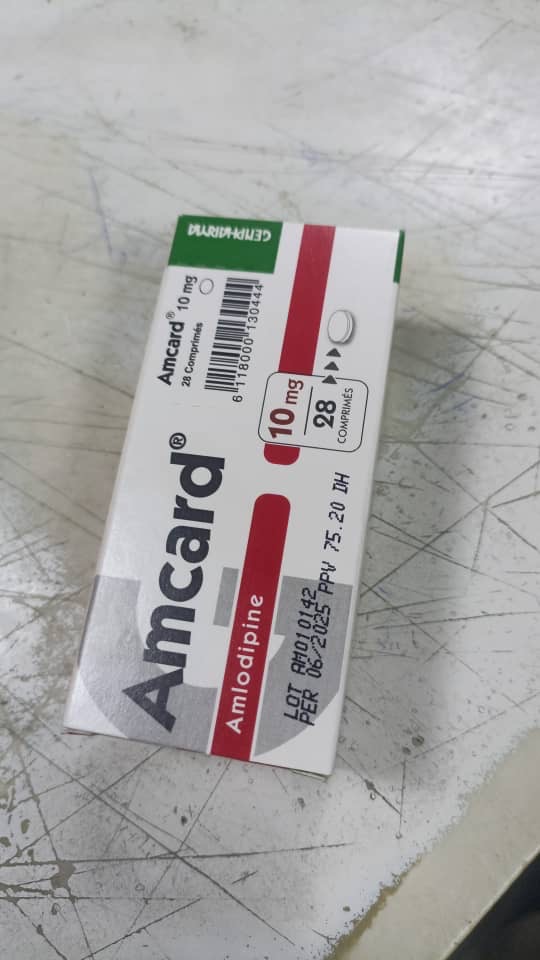 GENPHARMA
Amcard® 10 mg
28 Comprimés
6 118000 130444
10 mg
28
COMPRIMÉS
Amcard®
Amlodipine
LOT AM010142
PER 06/2025 PPV 75.20 DH